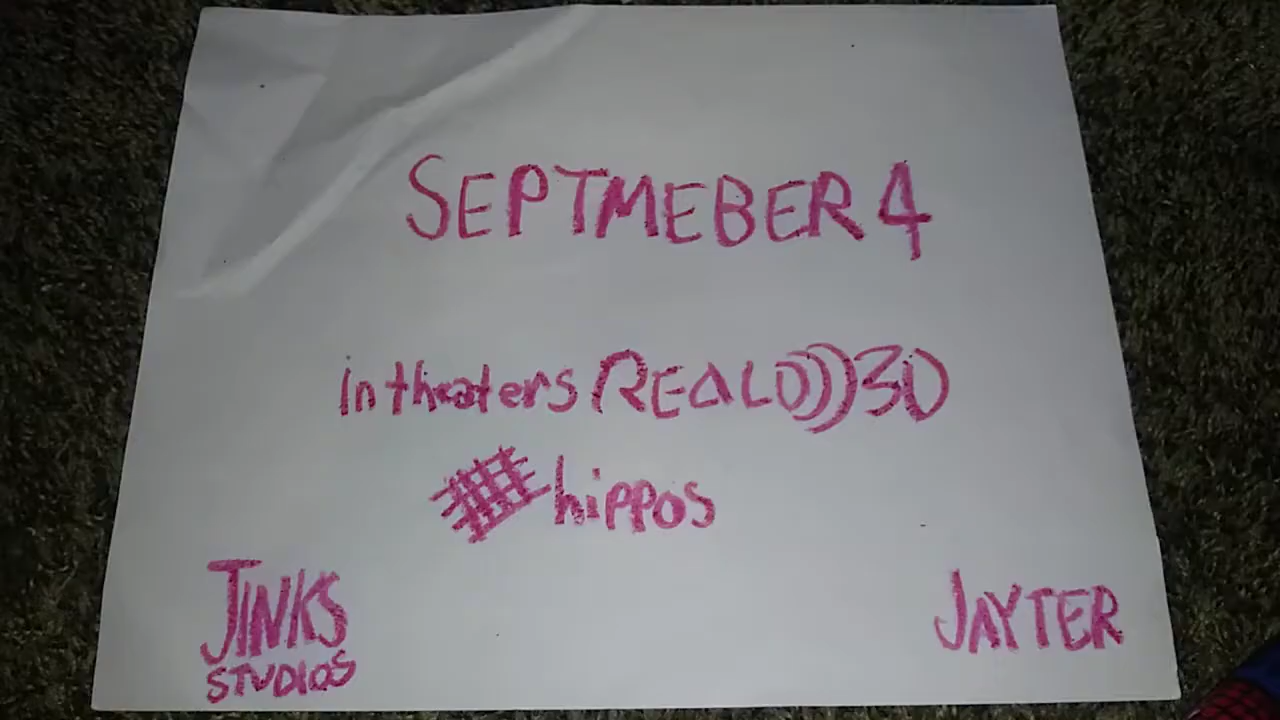 SEPTMEBER 4
in theaters REALD)))3D
#hippos
JINKS
STUDIOS
JAYTER